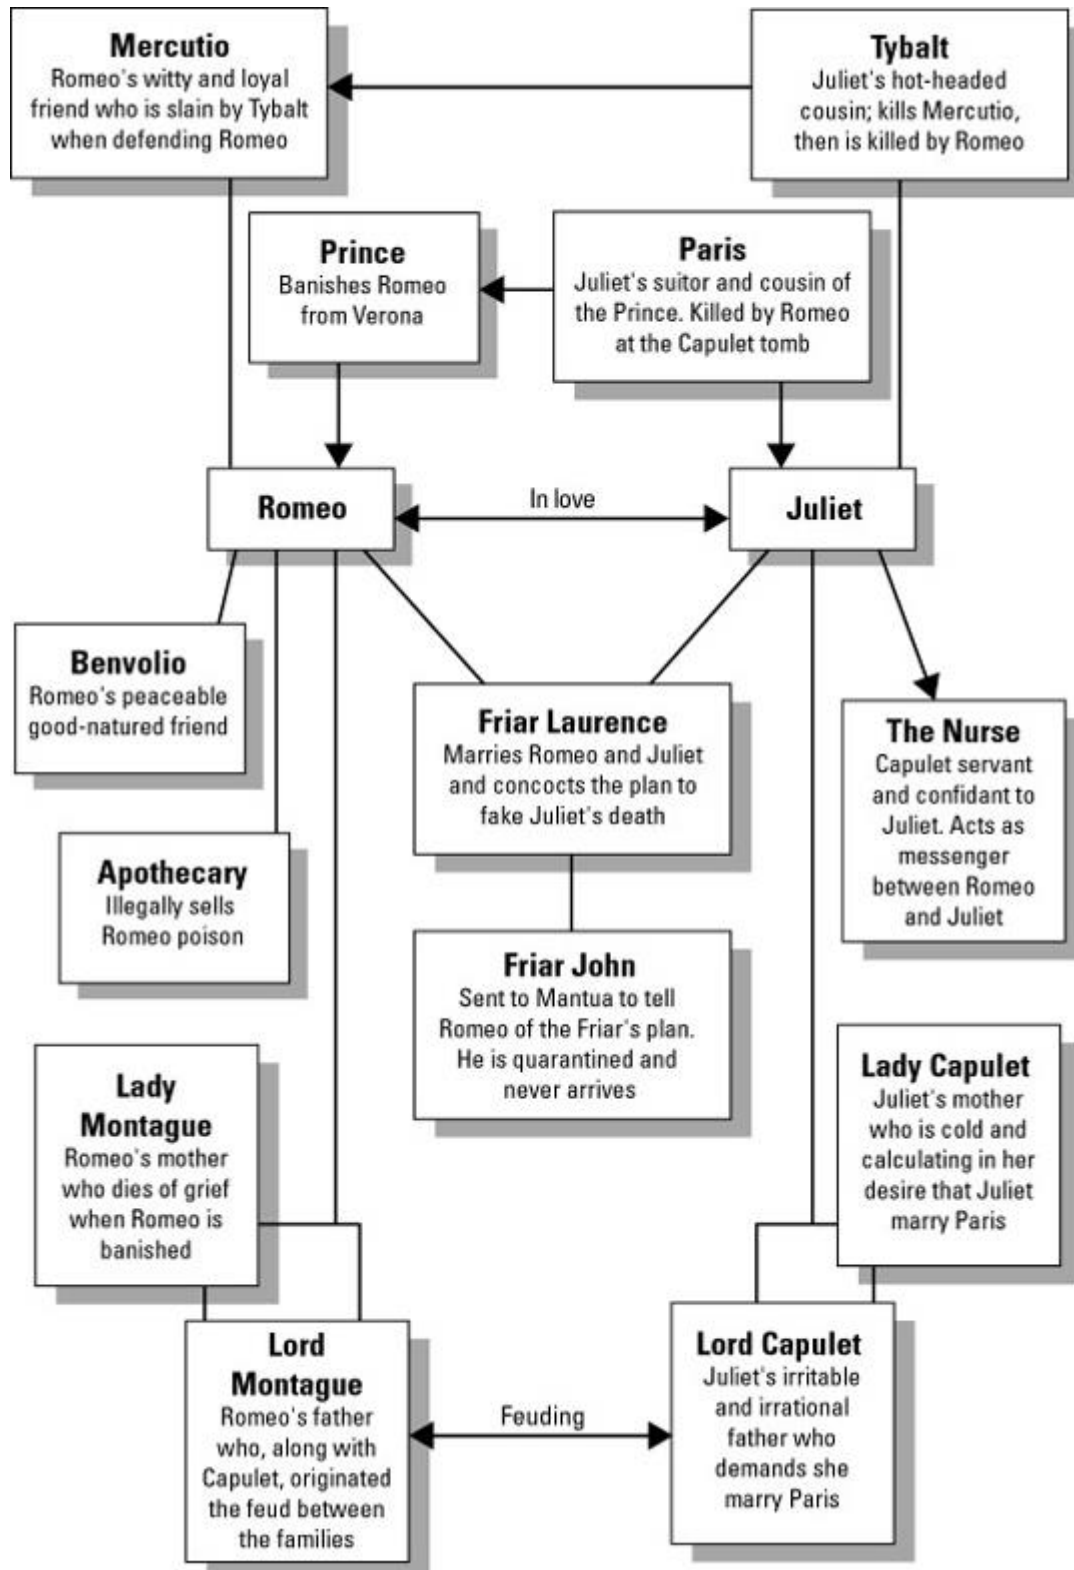 Mercutio
Romeo's witty and loyal
friend who is slain by Tybalt
when defending Romeo
Tybalt
Juliet's hot-headed
cousin; kills Mercutio,
then is killed by Romeo
Prince
Banishes Romeo
from Verona
Paris
Juliet's suitor and cousin of
the Prince. Killed by Romeo
at the Capulet tomb
Romeo
In love
Juliet
Benvolio
Romeo's peaceable
good-natured friend
Friar Laurence
Marries Romeo and Juliet
and concocts the plan to
fake Juliet's death
The Nurse
Capulet servant
and confidant to
Juliet. Acts as
messenger
between Romeo
and Juliet
Apothecary
Illegally sells
Romeo poison
Friar John
Sent to Mantua to tell
Romeo of the Friar's plan.
He is quarantined and
never arrives
Lady
Montague
Romeo's mother
who dies of grief
when Romeo is
banished
Lady Capulet
Juliet's mother
who is cold and
calculating in her
desire that Juliet
marry Paris
Lord
Montague
Romeo's father
who, along with
Capulet, originated
the feud between
the families
Feuding
Lord Capulet
Juliet's irritable
and irrational
father who
demands she
marry Paris